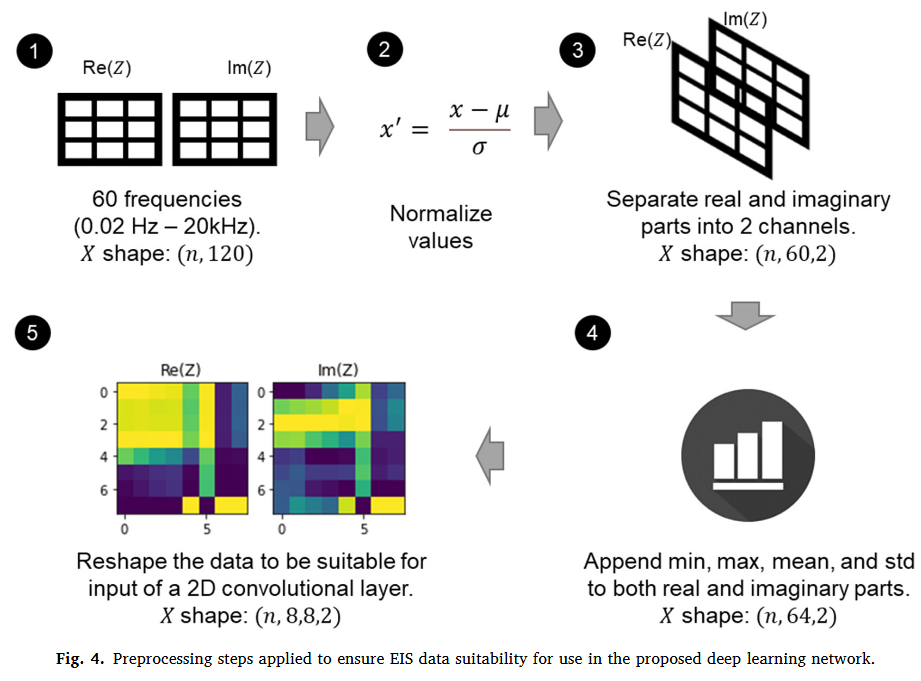 1
Re(Z)
Im(Z)
60 frequencies
(0.02 Hz – 20kHz).
X shape: (n, 120)
2
x′ = (x − μ) / σ
Normalize
values
3
Re(Z)
Im(Z)
Separate real and imaginary
parts into 2 channels.
X shape: (n, 60,2)
4
Append min, max, mean, and std
to both real and imaginary parts.
X shape: (n, 64,2)
5
Re(Z)
0
2
4
6
0 5
Im(Z)
0
2
4
6
0 5
Reshape the data to be suitable for
input of a 2D convolutional layer.
X shape: (n, 8,8,2)
Fig. 4. Preprocessing steps applied to ensure EIS data suitability for use in the proposed deep learning network.